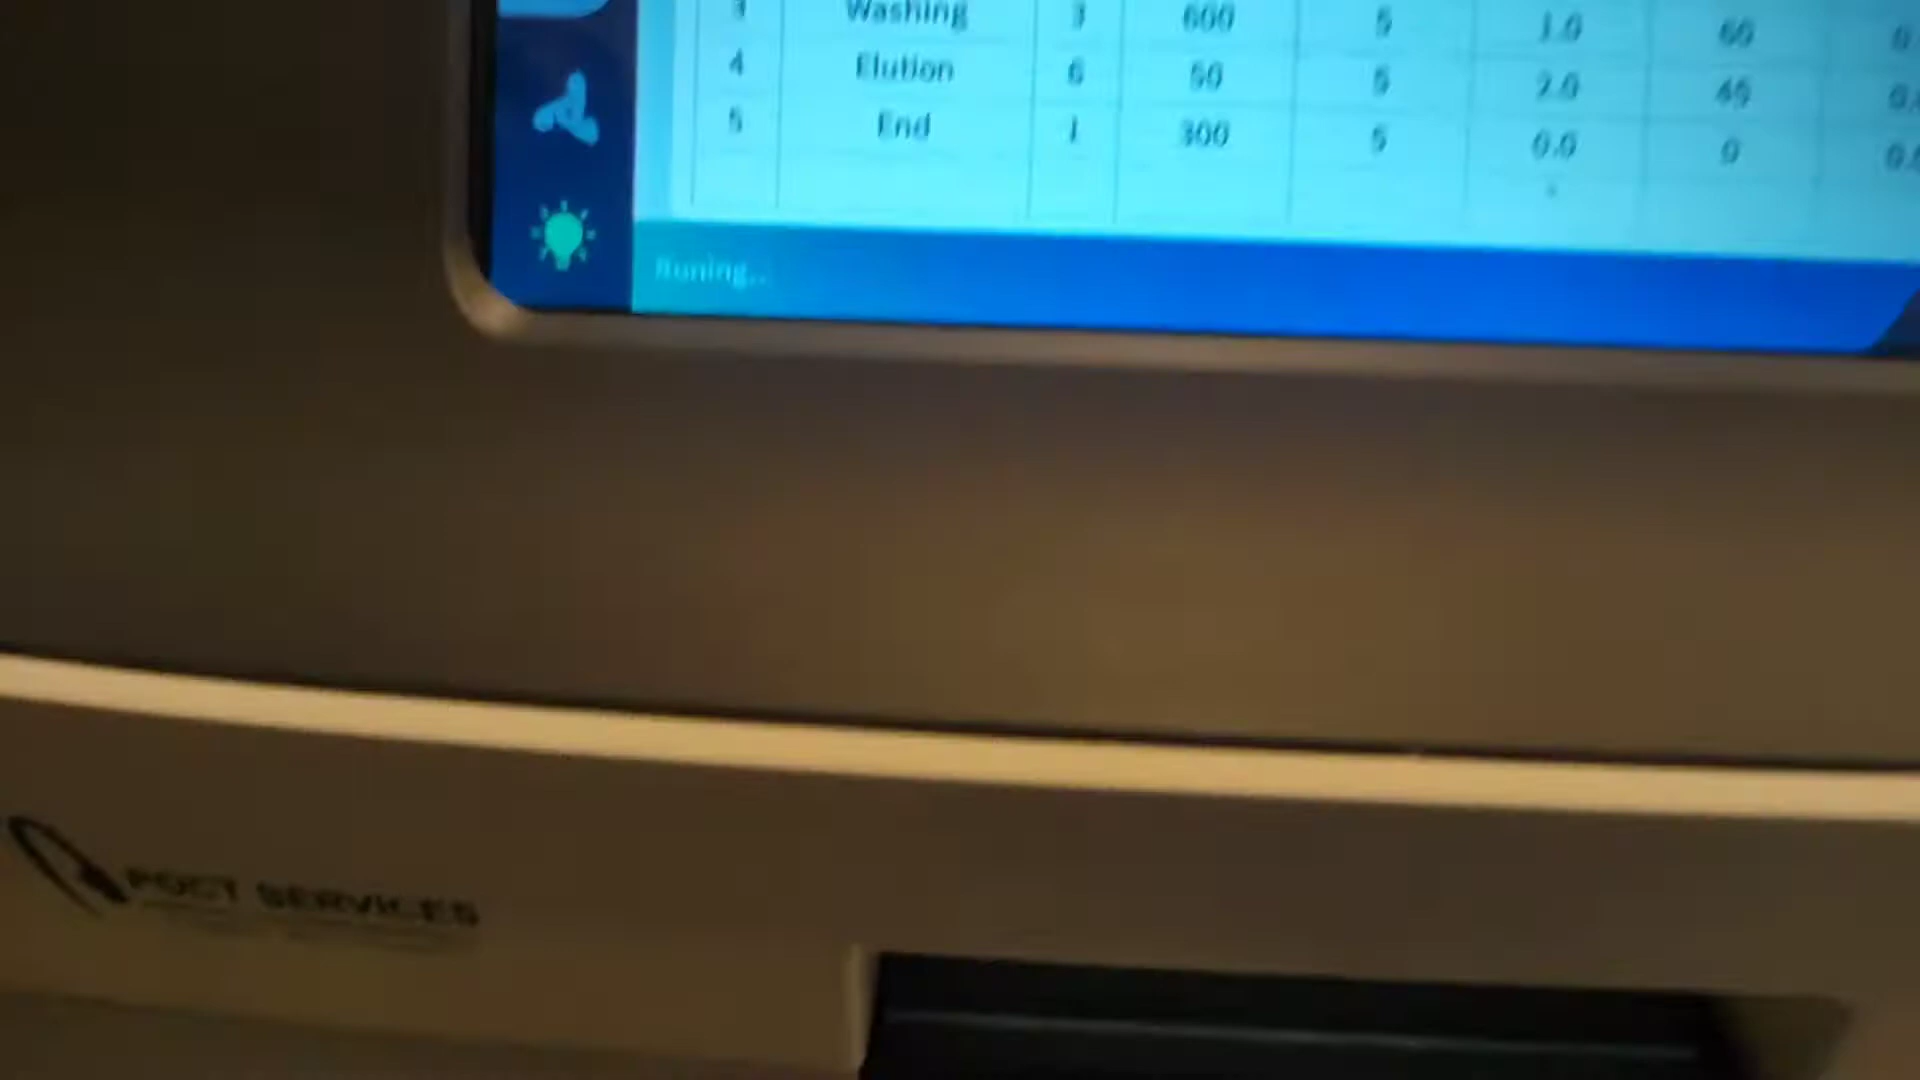 3 Washing 3 600 5 1.0 60
4 Elution 6 50 5 2.0 45
5 End 1 300 5 0.0 0
Runing...
POCT SERVICES